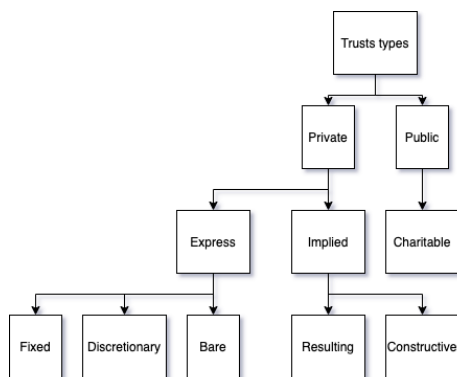 Trusts types
Private
Public
Express
Implied
Charitable
Fixed
Discretionary
Bare
Resulting
Constructive